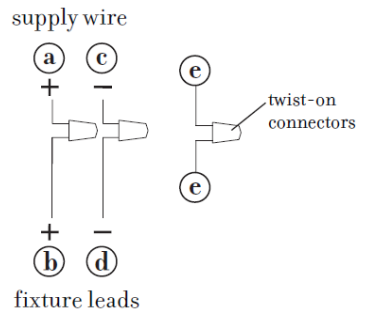 supply wire
a c
+ −
e
twist-on
connectors
e
+ −
b d
fixture leads